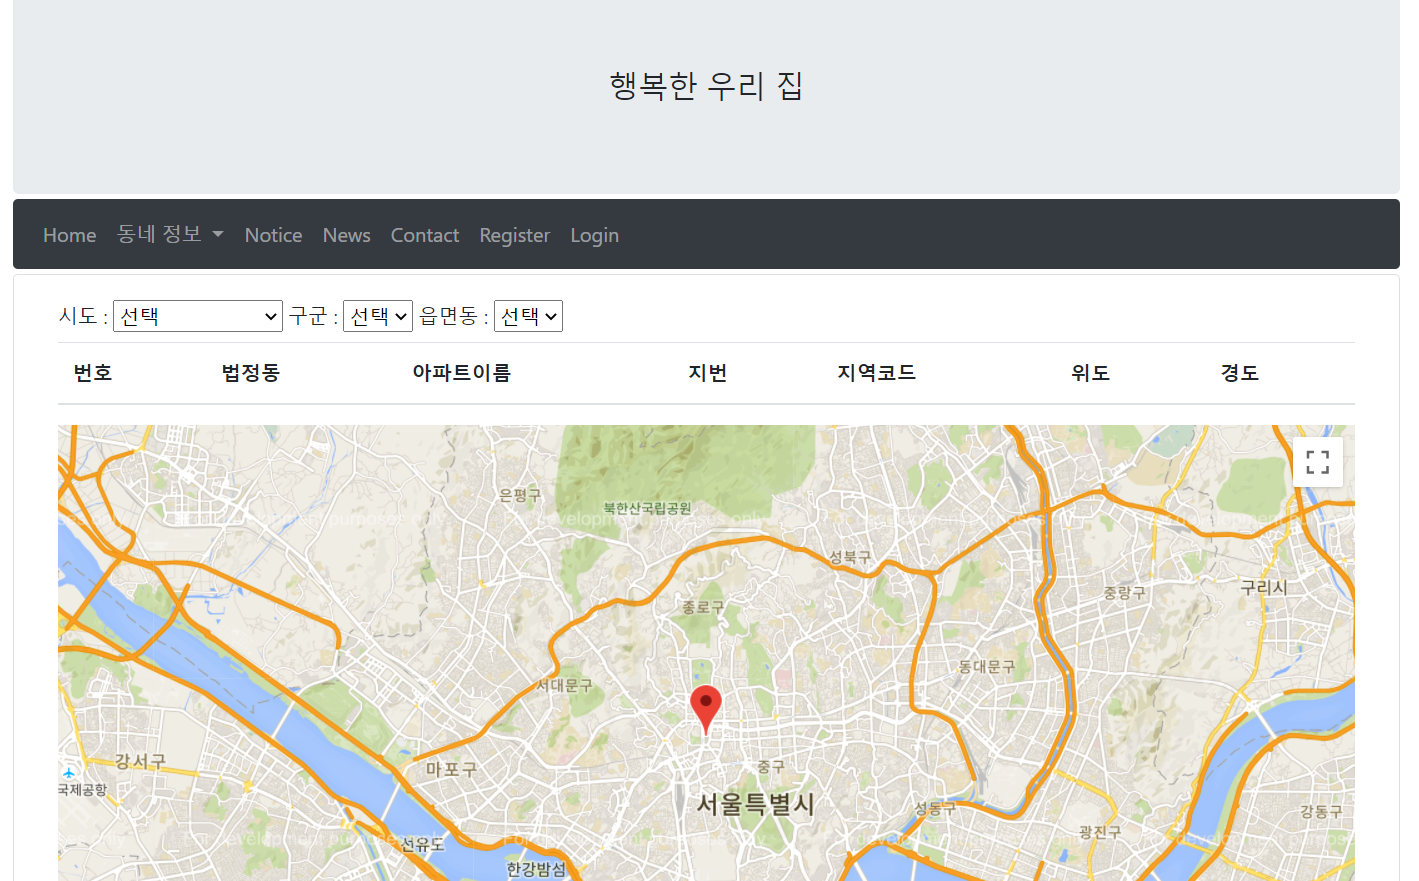 행복한 우리 집
Home 동네 정보 Notice News Contact Register Login
시도 : 선택 구군 : 선택 읍면동 : 선택
번호 법정동 아파트이름 지번 지역코드 위도 경도
은평구
북한산국립공원
development purposes only
성북구
종로구
중랑구
구리시
동대문구
서대문구
강서구
마포구
중구
국제공항
서울특별시
성동구
강동구
광진구
선유도
한강밤섬